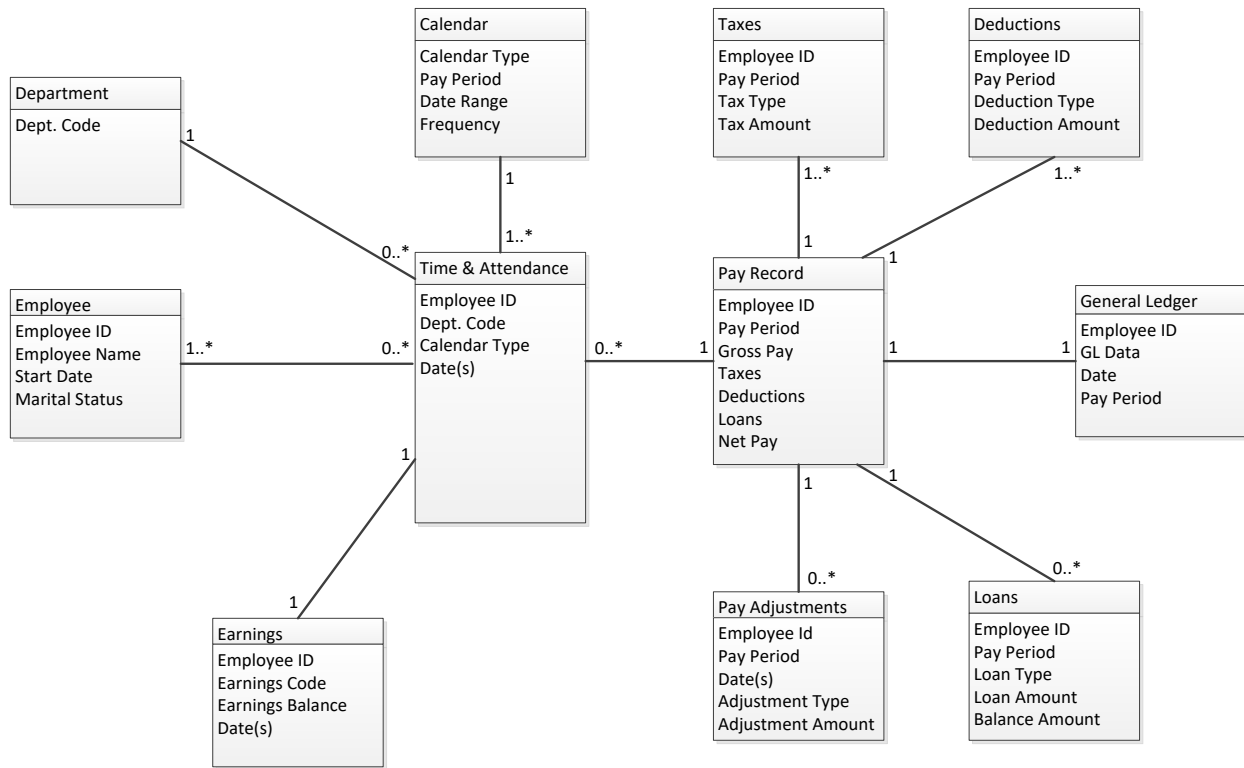 Calendar
Calendar Type
Pay Period
Date Range
Frequency
Taxes
Employee ID
Pay Period
Tax Type
Tax Amount
Deductions
Employee ID
Pay Period
Deduction Type
Deduction Amount
Department
Dept. Code
1
1
1..*
1..*
1..*
0..*
1
1
Time & Attendance
Employee ID
Dept. Code
Calendar Type
Date(s)
Pay Record
Employee ID
Pay Period
Gross Pay
Taxes
Deductions
Loans
Net Pay
General Ledger
Employee ID
GL Data
Date
Pay Period
Employee
Employee ID
Employee Name
Start Date
Marital Status
1..*
0..*
0..*
1
1
1
1
1
1
1
0..*
0..*
Earnings
Employee ID
Earnings Code
Earnings Balance
Date(s)
Pay Adjustments
Employee Id
Pay Period
Date(s)
Adjustment Type
Adjustment Amount
Loans
Employee ID
Pay Period
Loan Type
Loan Amount
Balance Amount